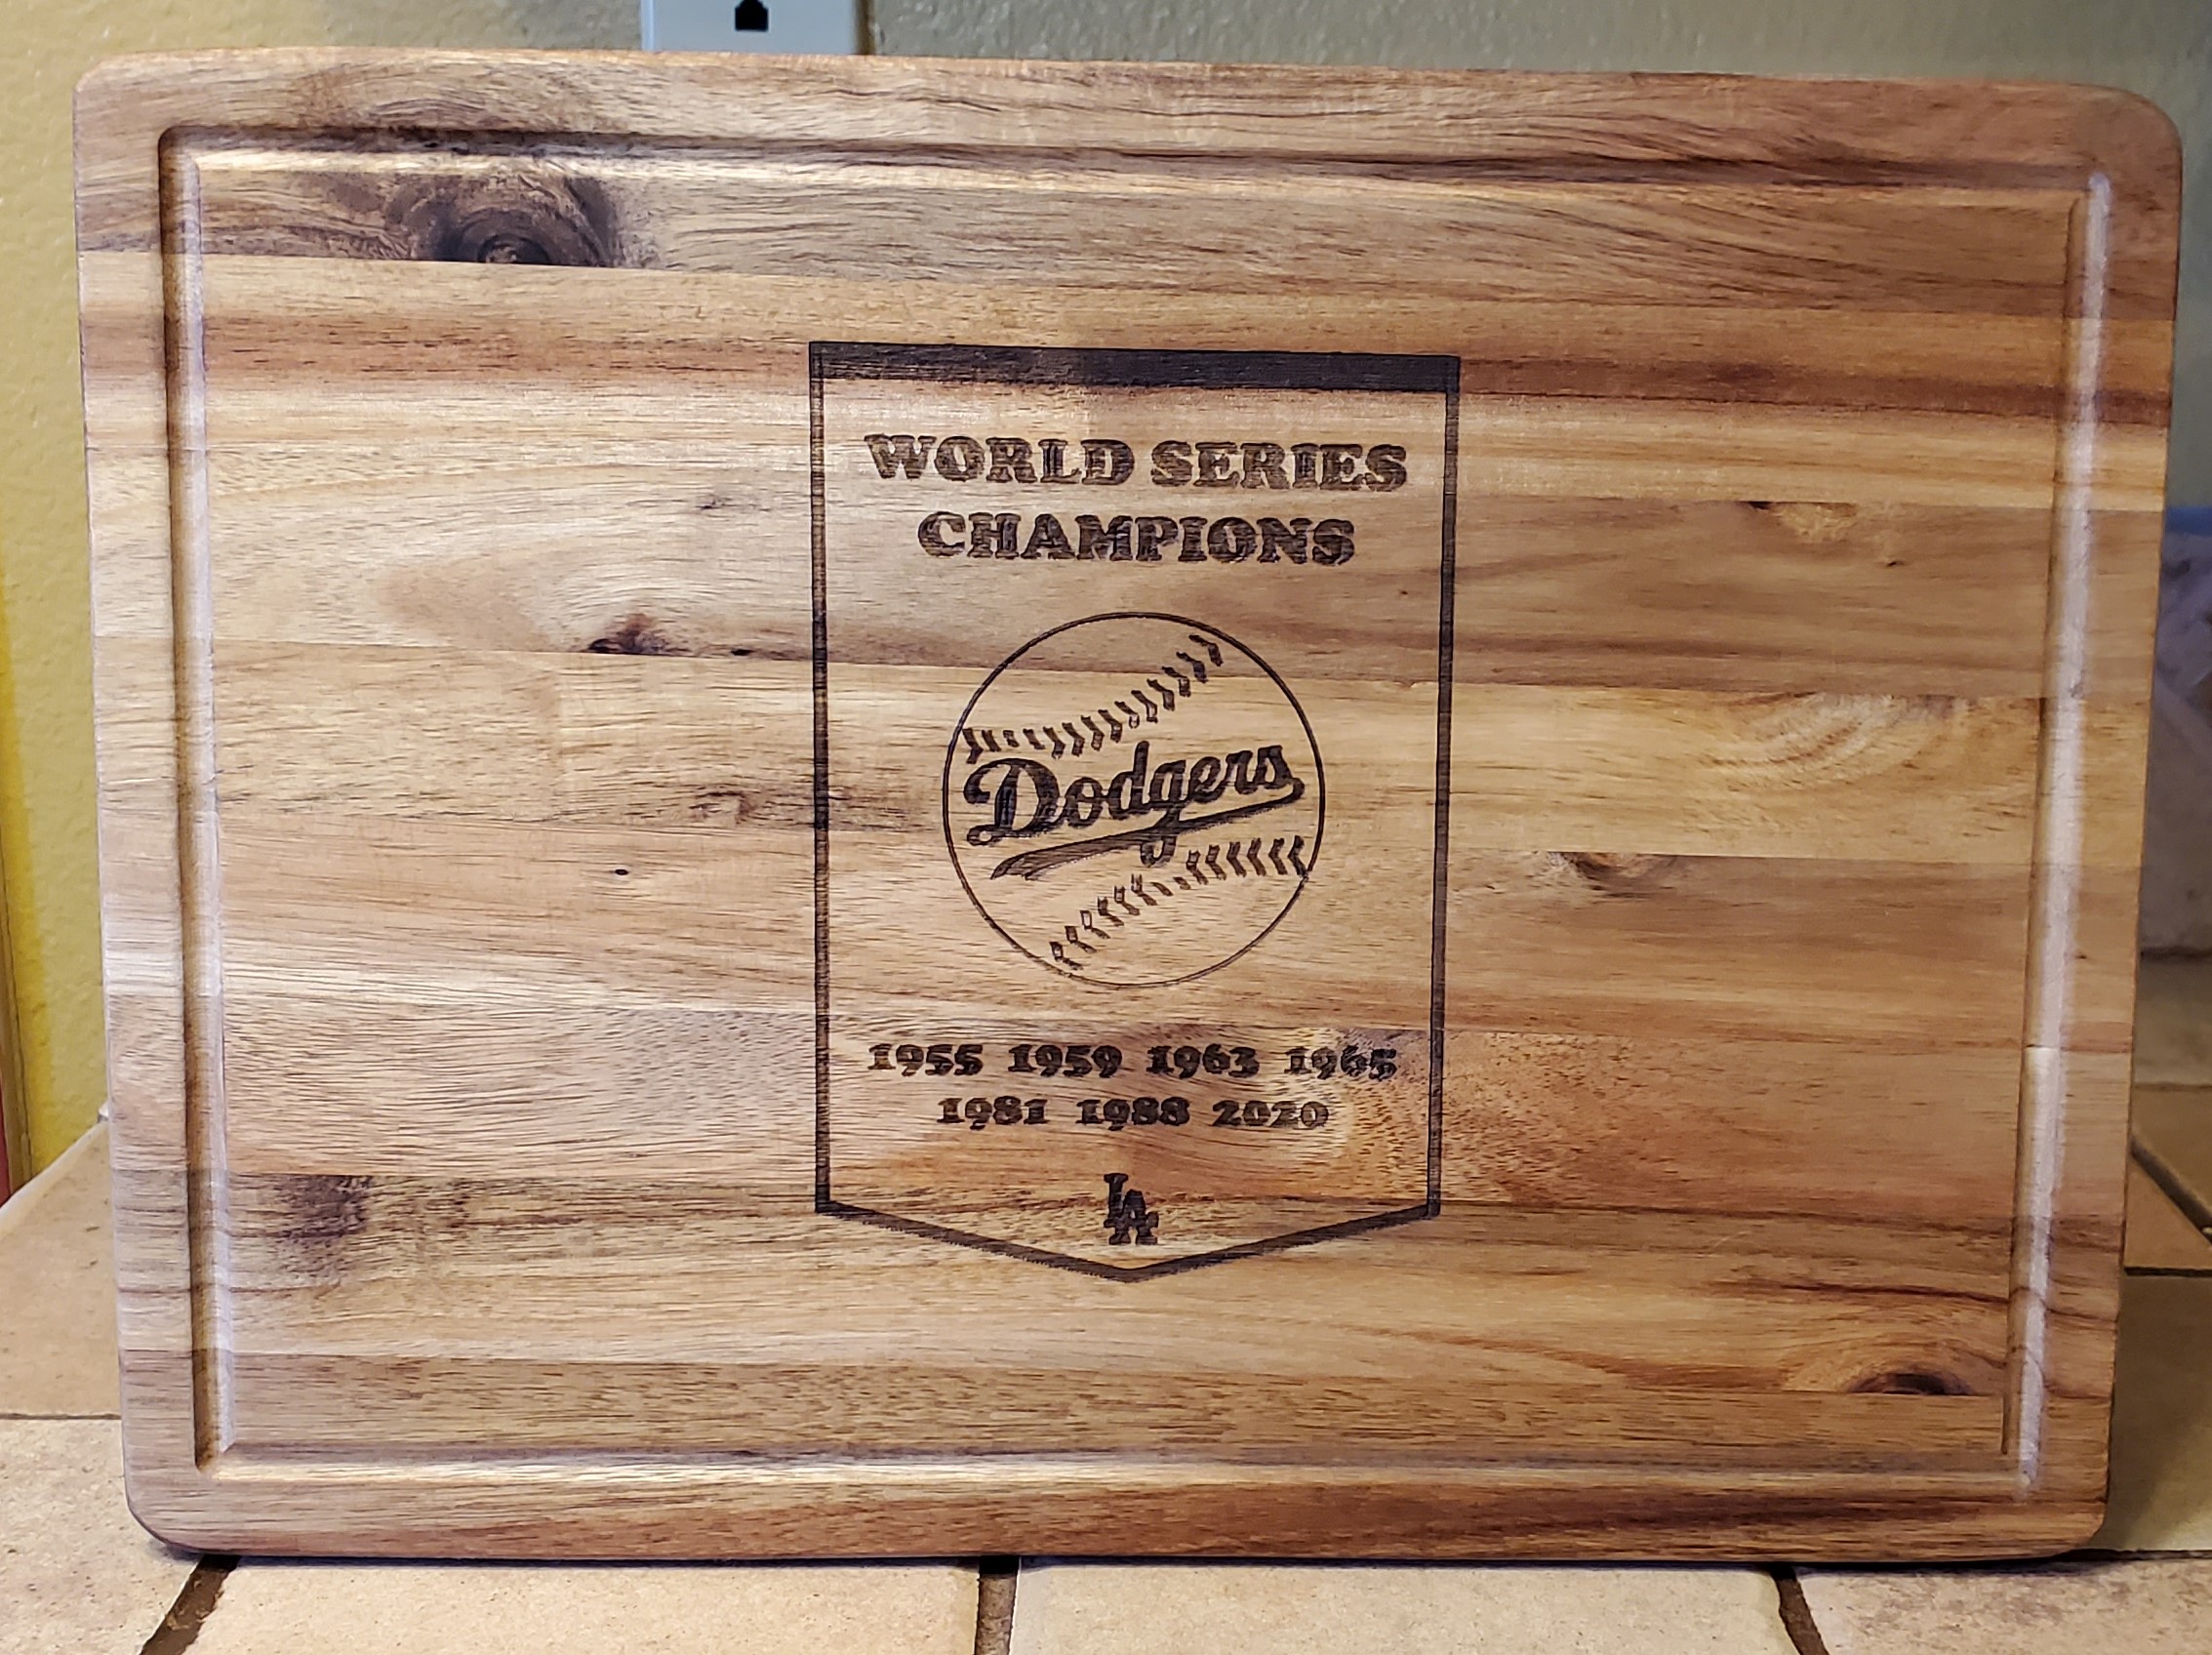 WORLD SERIES
CHAMPIONS
Dodgers
1955 1959 1963 1965
1981 1988 2020
LA